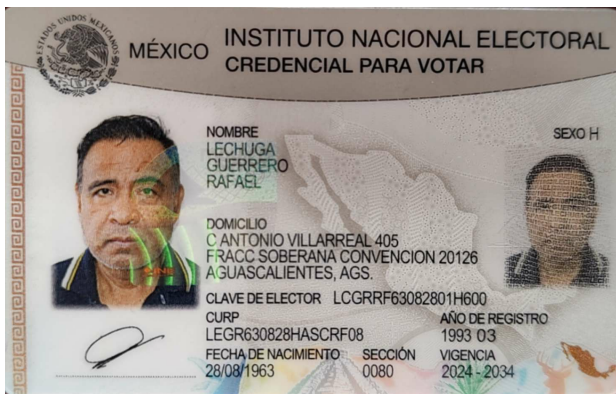 ESTADOS UNIDOS MEXICANOS
MÉXICO
INSTITUTO NACIONAL ELECTORAL
CREDENCIAL PARA VOTAR
NOMBRE
LECHUGA
GUERRERO
RAFAEL
SEXO H
DOMICILIO
C ANTONIO VILLARREAL 405
FRACC SOBERANA CONVENCION 20126
AGUASCALIENTES, AGS.
CLAVE DE ELECTOR LCGRRF63082801H600
CURP
LEGR630828HASCRF08
AÑO DE REGISTRO
1993 03
FECHA DE NACIMIENTO SECCIÓN VIGENCIA
28/08/1963 0080 2024 - 2034